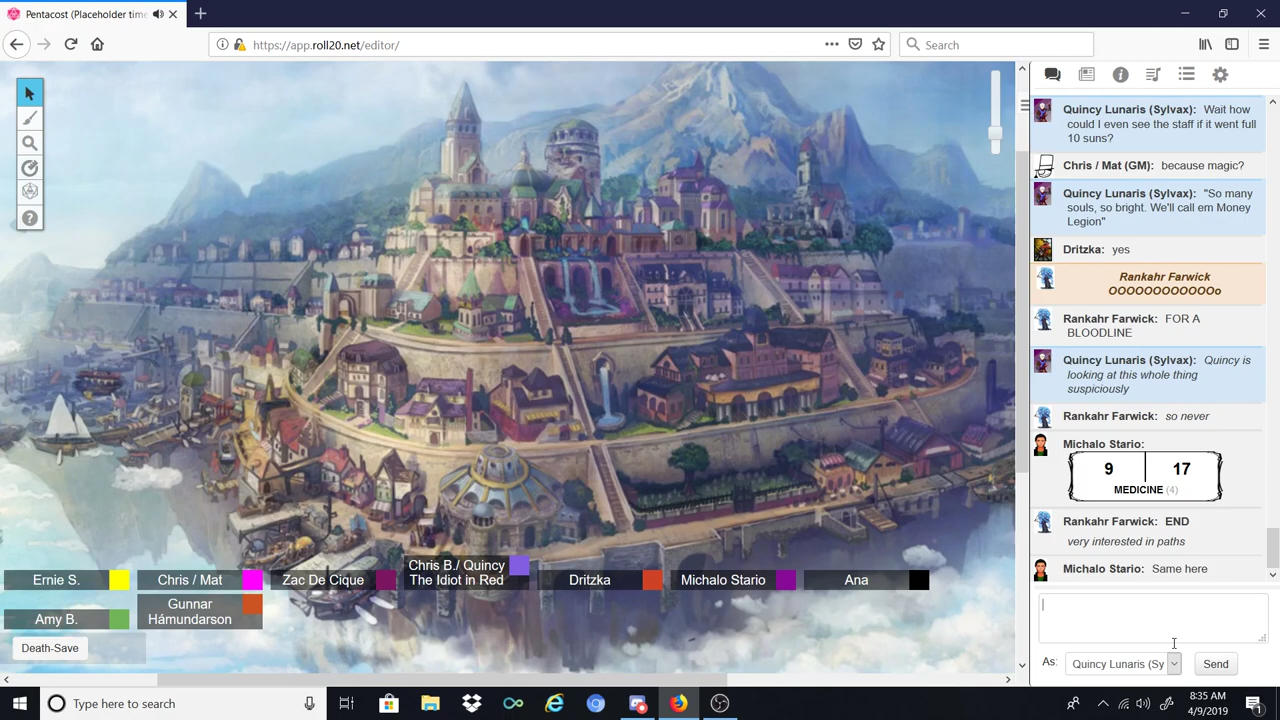 Pentacost (Placeholder time
https://app.roll20.net/editor/
Search
Quincy Lunaris (Sylvax): Wait how
could I even see the staff if it went full
10 suns?
Chris / Mat (GM): because magic?
Quincy Lunaris (Sylvax): "So many
souls, so bright. We'll call em Money
Legion"
Dritzka: yes
Rankahr Farwick
OOOOOOOOOOOOo
Rankahr Farwick: FOR A
BLOODLINE
Quincy Lunaris (Sylvax): Quincy is
looking at this whole thing
suspiciously
Rankahr Farwick: so never
Michalo Stario:
9 17
MEDICINE (4)
Rankahr Farwick: END
very interested in paths
Michalo Stario: Same here
As: Quincy Lunaris (Sy Send
Ernie S.
Chris / Mat
Zac De Cique
Chris B./ Quincy
The Idiot in Red
Dritzka
Michalo Stario
Ana
Amy B.
Gunnar
Hámundarson
Death-Save
Type here to search
8:35 AM
4/9/2019
1